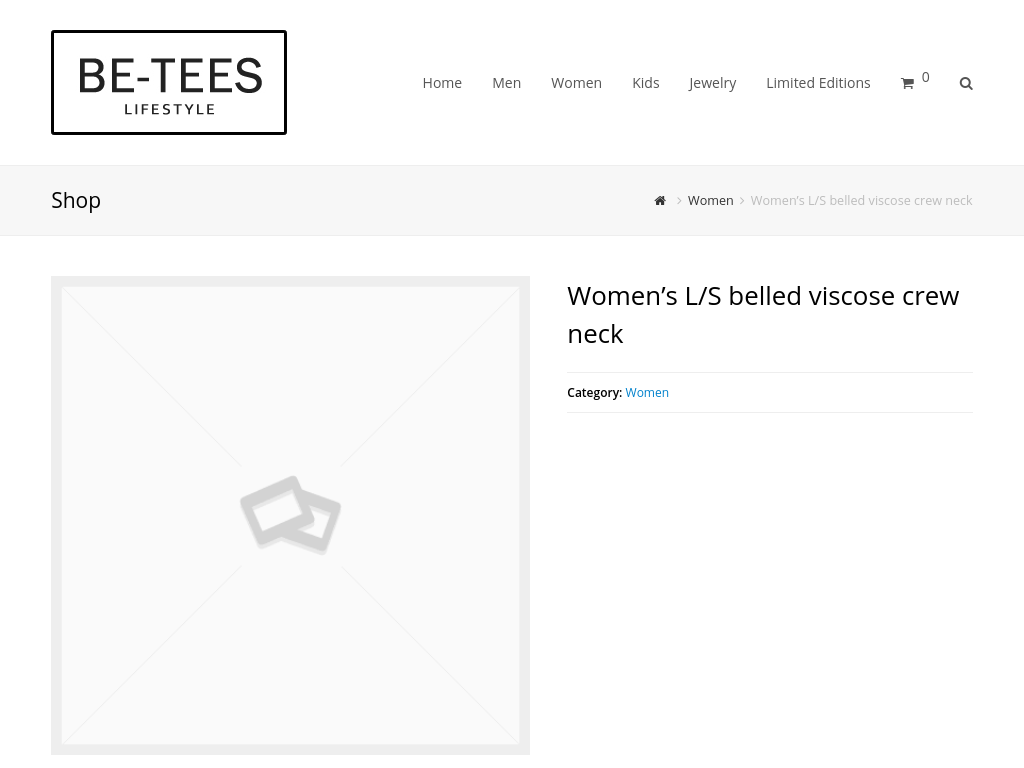 BE-TEES
LIFESTYLE
Home Men Women Kids Jewelry Limited Editions 0
Shop
Women Women’s L/S belled viscose crew neck
Women’s L/S belled viscose crew
neck
Category: Women